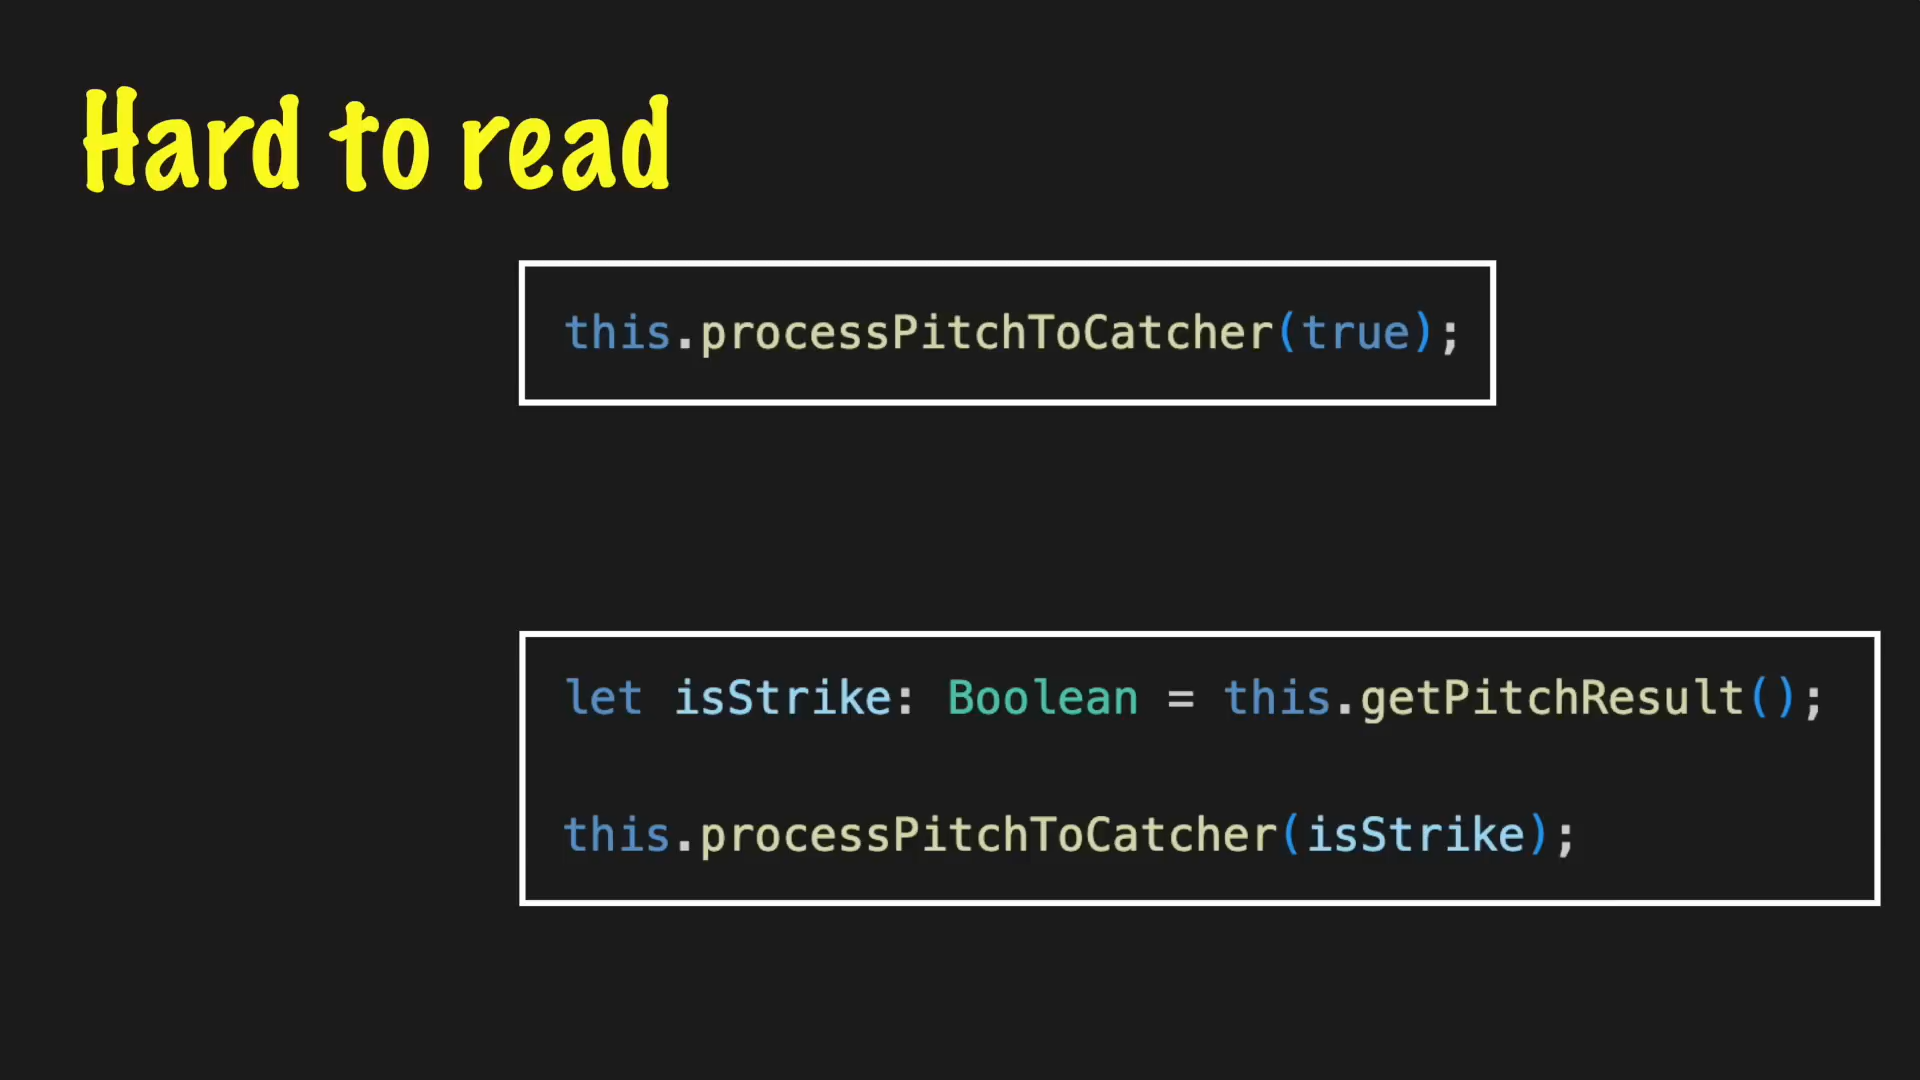 Hard to read
this.processPitchToCatcher(true);
let isStrike: Boolean = this.getPitchResult();
this.processPitchToCatcher(isStrike);